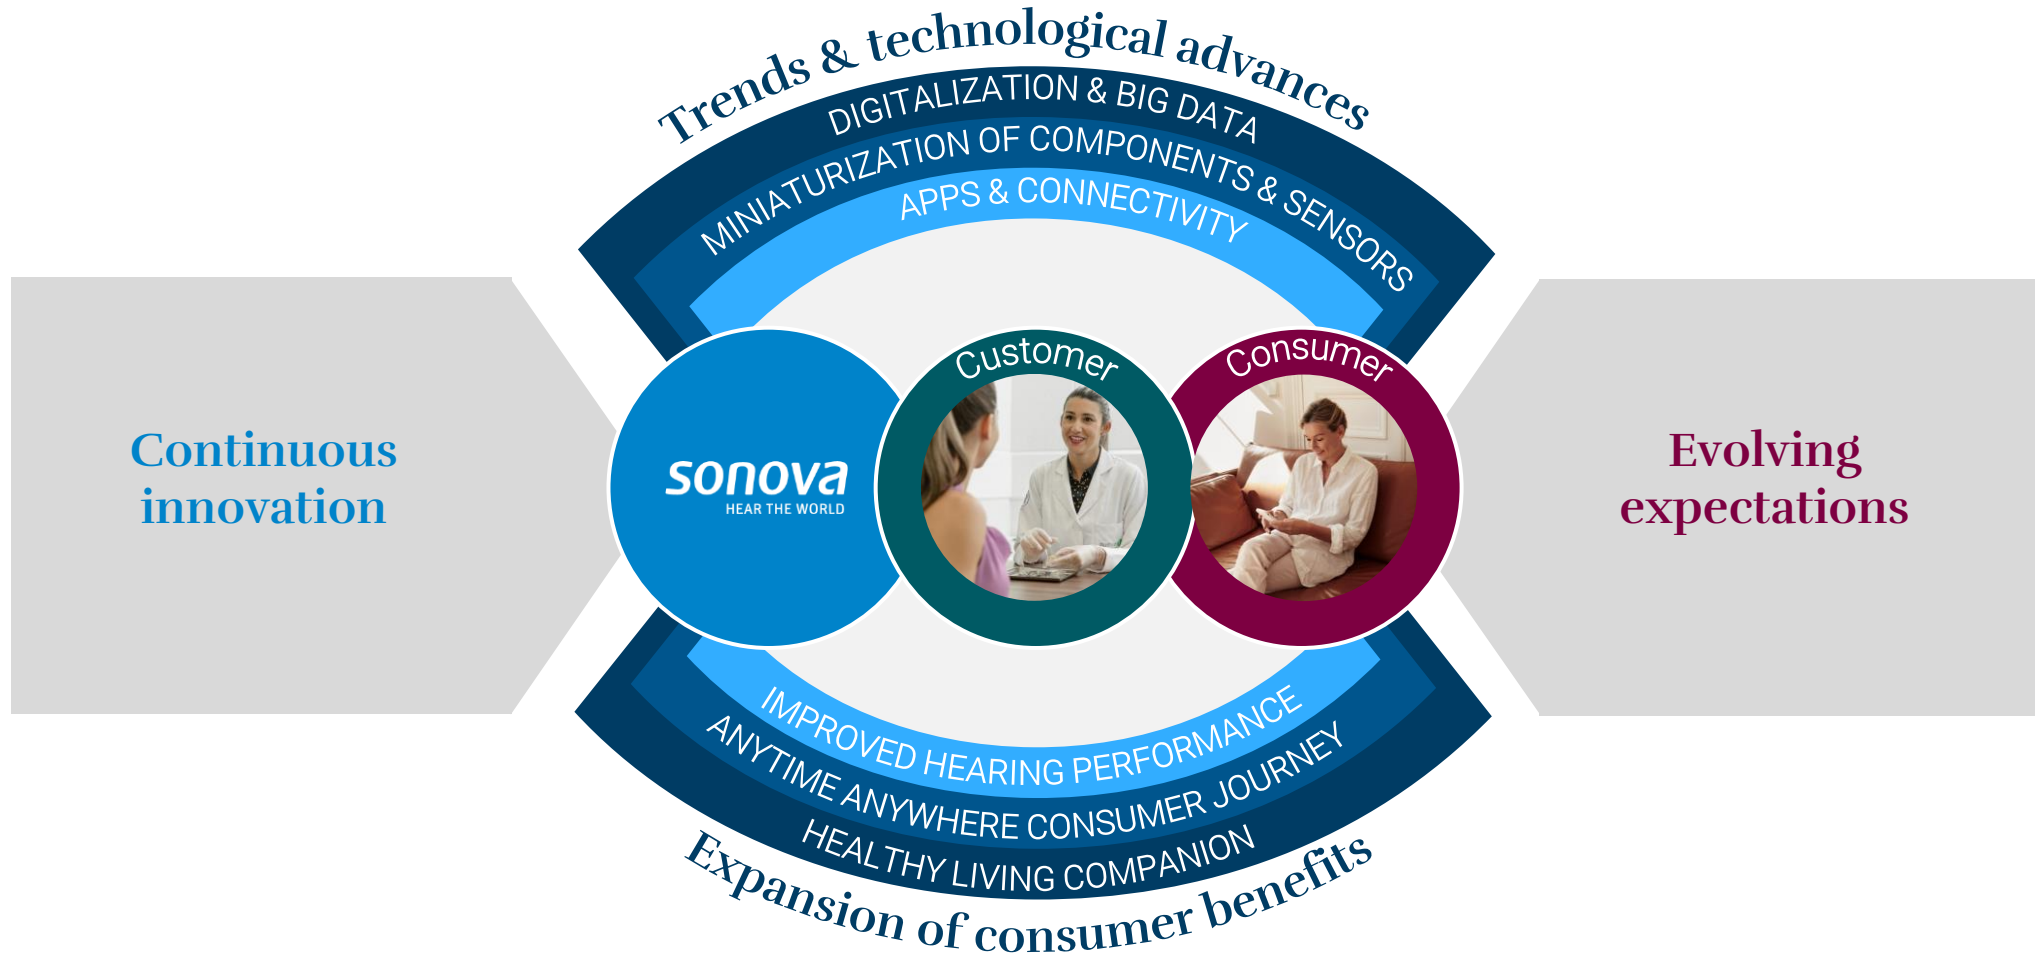 Trends & technological advances
DIGITALIZATION & BIG DATA
MINIATURIZATION OF COMPONENTS & SENSORS
APPS & CONNECTIVITY
Continuous
innovation
sonova
HEAR THE WORLD
Customer
Consumer
Evolving
expectations
IMPROVED HEARING PERFORMANCE
ANYTIME ANYWHERE CONSUMER JOURNEY
HEALTHY LIVING COMPANION
Expansion of consumer benefits